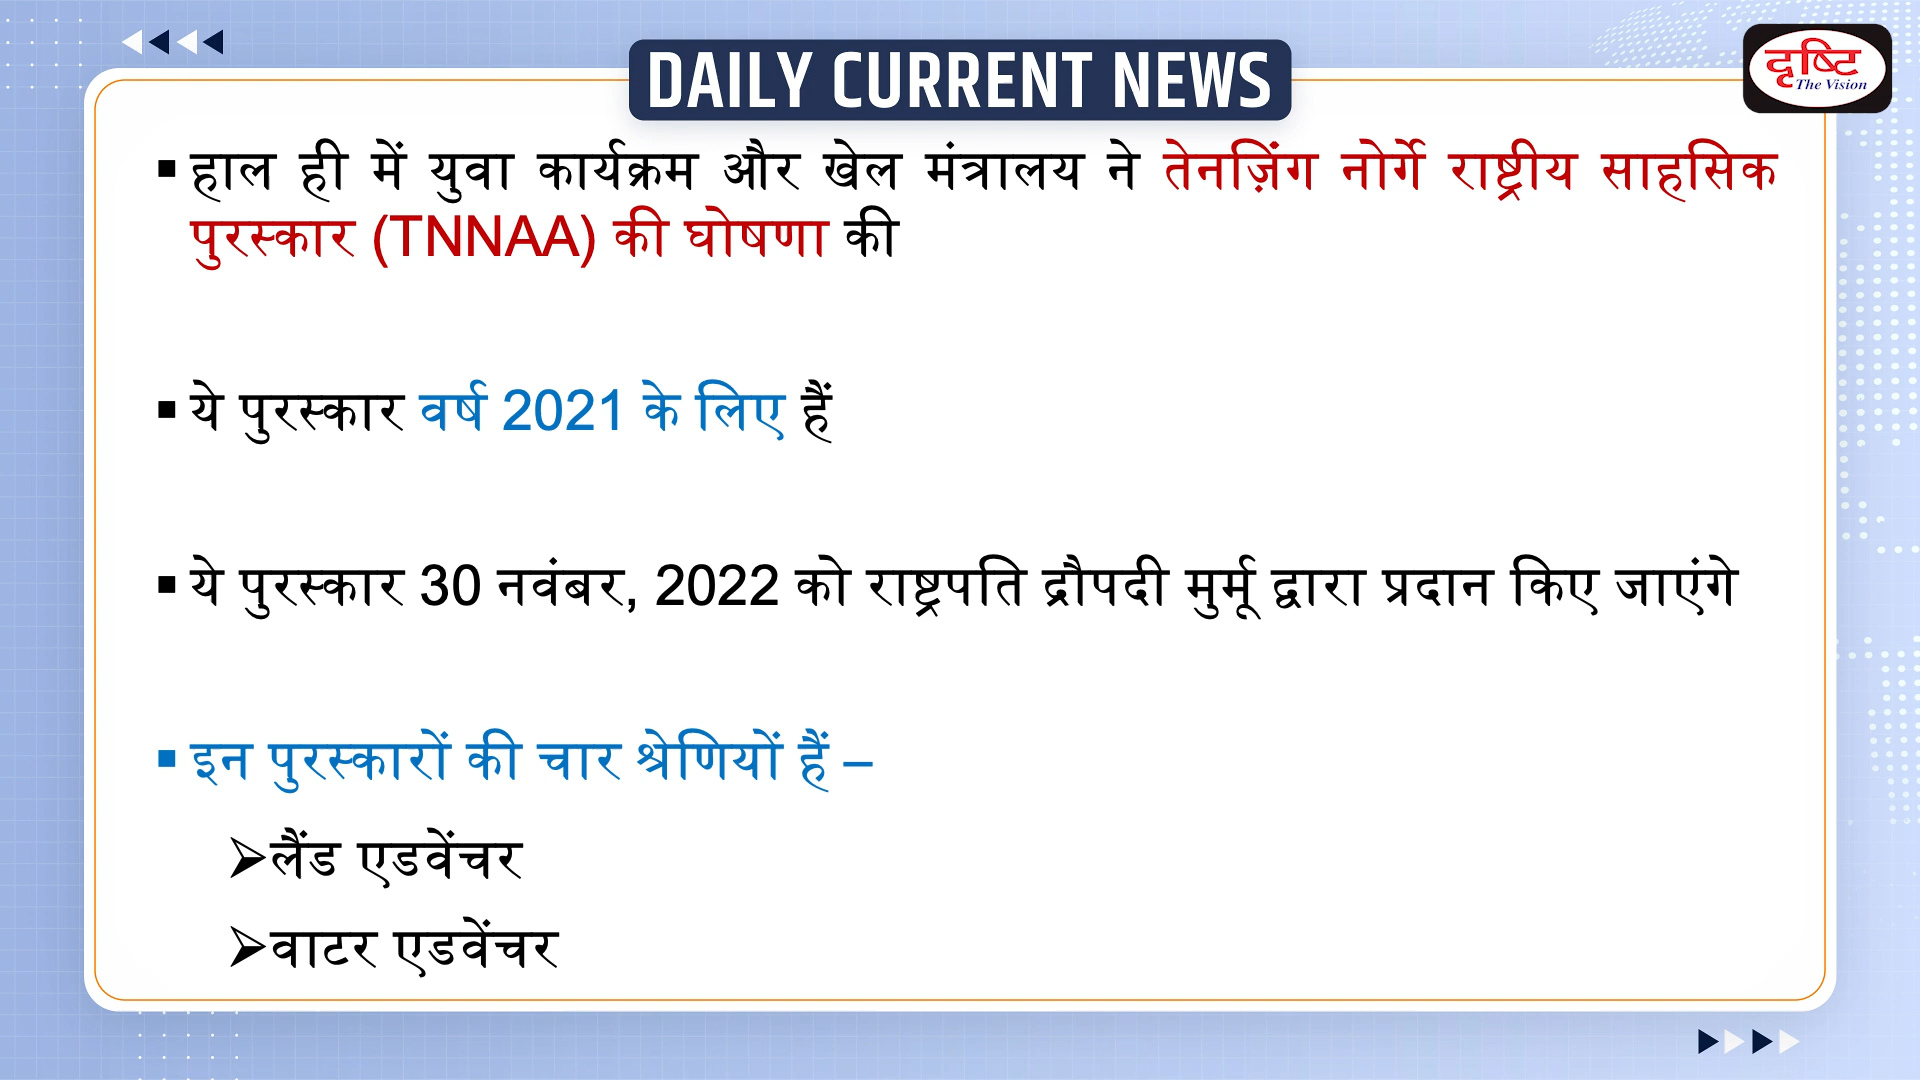 DAILY CURRENT NEWS
दृष्टि
The Vision
▪ हाल ही में युवा कार्यक्रम और खेल मंत्रालय ने तेनज़िंग नोर्गे राष्ट्रीय साहसिक
पुरस्कार (TNNAA) की घोषणा की
▪ ये पुरस्कार वर्ष 2021 के लिए हैं
▪ ये पुरस्कार 30 नवंबर, 2022 को राष्ट्रपति द्रौपदी मुर्मू द्वारा प्रदान किए जाएंगे
▪ इन पुरस्कारों की चार श्रेणियों हैं –
➢लैंड एडवेंचर
➢वाटर एडवेंचर